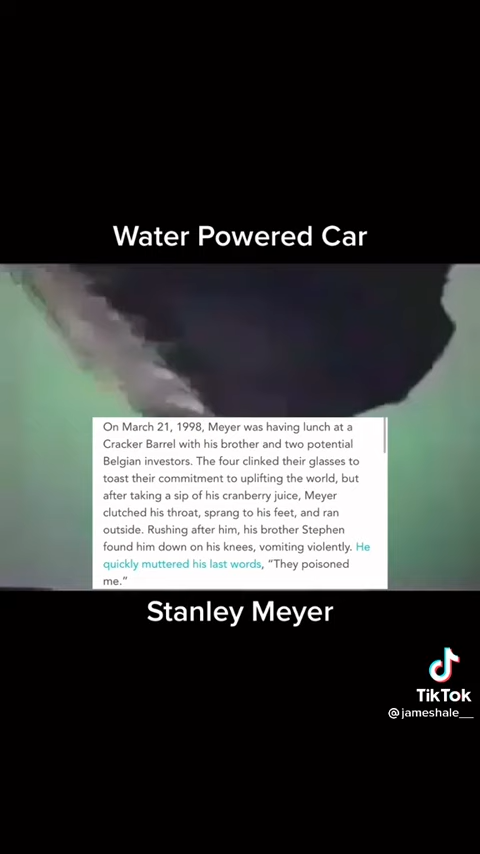 Water Powered Car
On March 21, 1998, Meyer was having lunch at a
Cracker Barrel with his brother and two potential
Belgian investors. The four clinked their glasses to
toast their commitment to uplifting the world, but
after taking a sip of his cranberry juice, Meyer
clutched his throat, sprang to his feet, and ran
outside. Rushing after him, his brother Stephen
found him down on his knees, vomiting violently. He
quickly muttered his last words, “They poisoned
me.”
Stanley Meyer
TikTok
@jameshale__